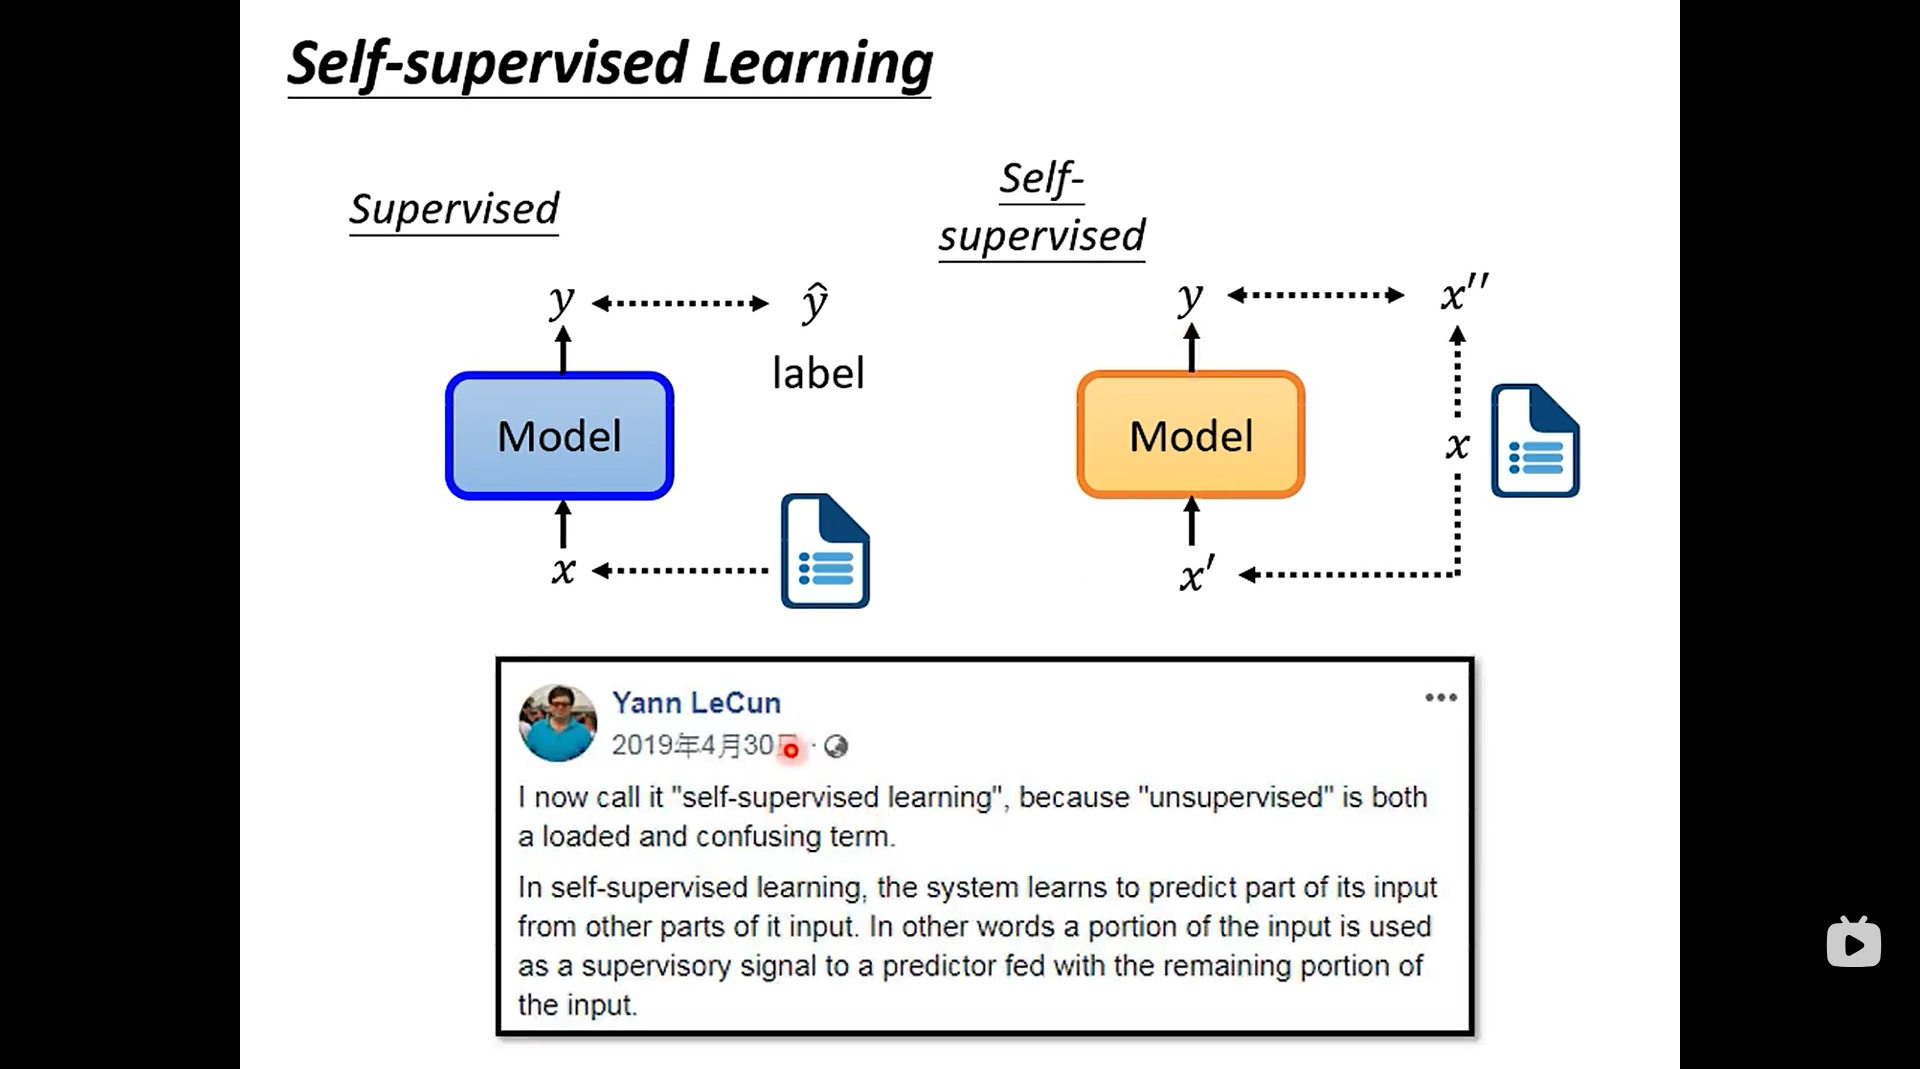 Self-supervised Learning
Supervised
Self-
supervised
y
ŷ
label
Model
x
y
x′′
Model
x
x′
Yann LeCun
2019年4月30日 ·
I now call it "self-supervised learning", because "unsupervised" is both
a loaded and confusing term.
In self-supervised learning, the system learns to predict part of its input
from other parts of it input. In other words a portion of the input is used
as a supervisory signal to a predictor fed with the remaining portion of
the input.